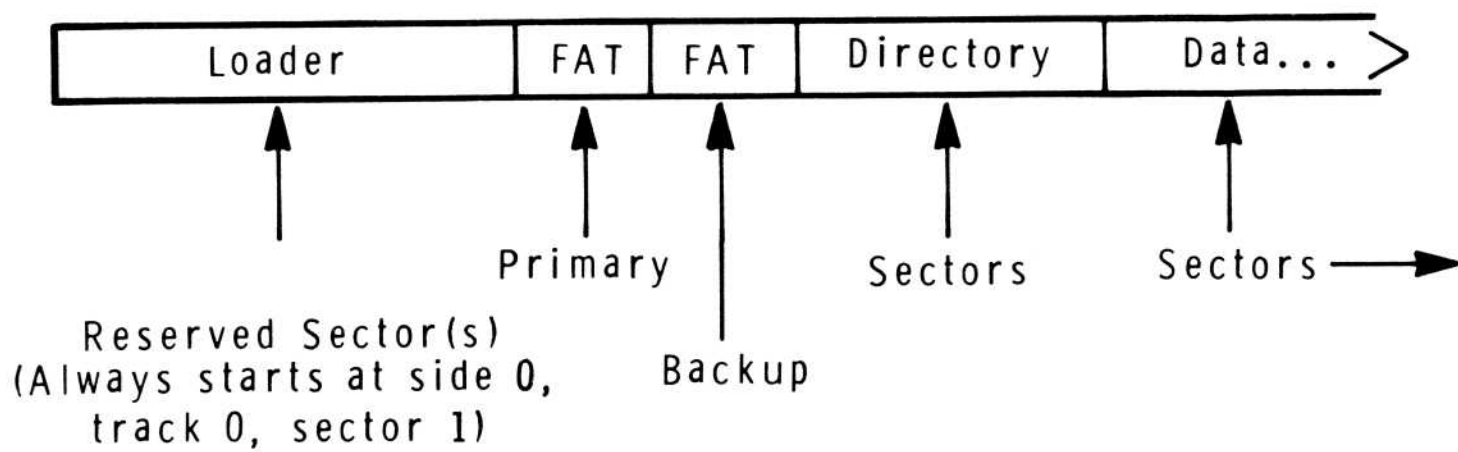 Loader FAT FAT Directory Data...
Primary Sectors Sectors
Reserved Sector(s)
(Always starts at side 0,
track 0, sector 1)
Backup